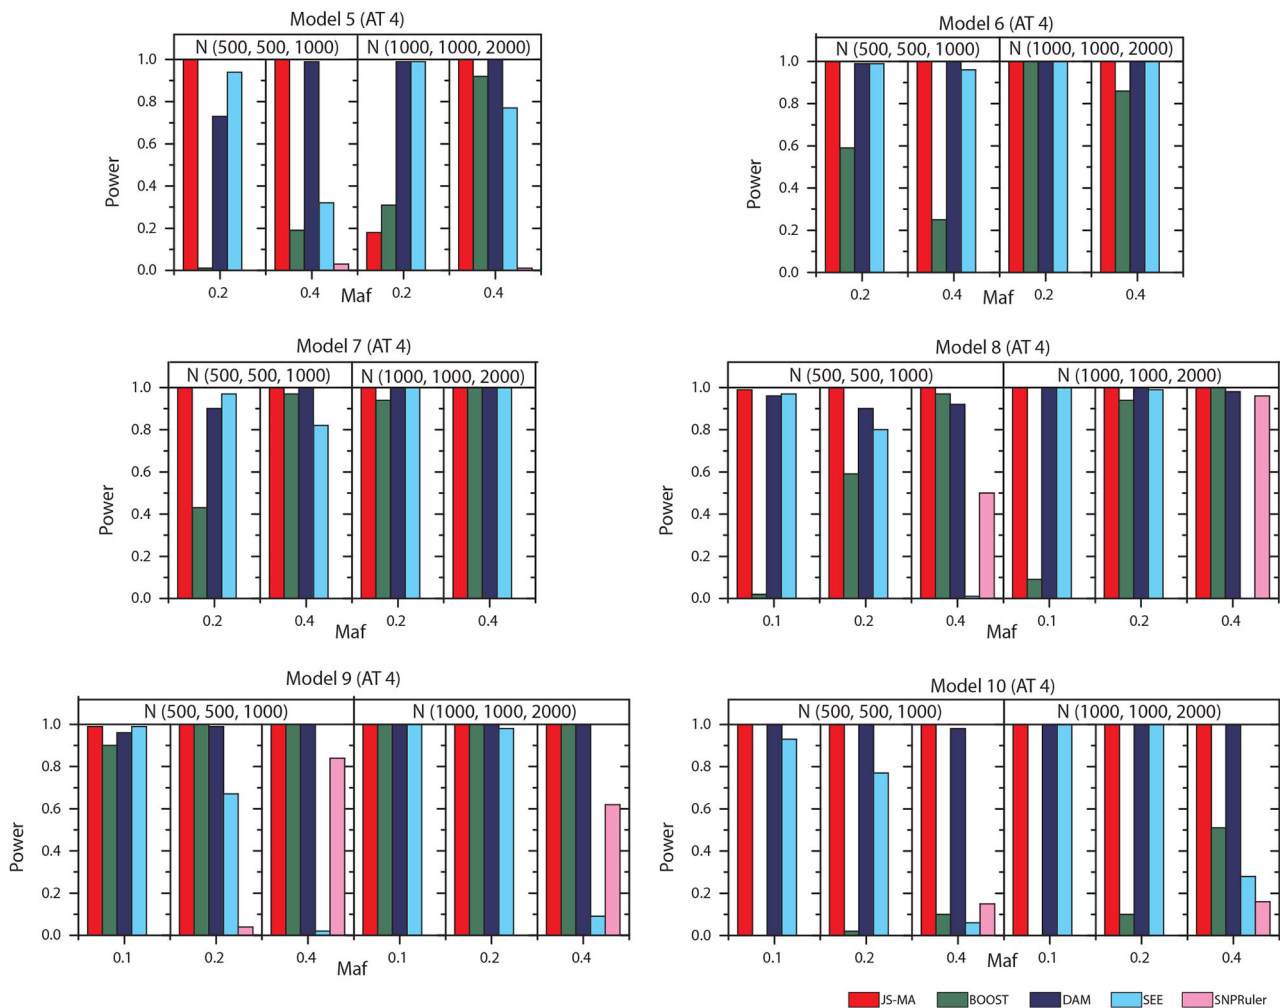 Model 5 (AT 4)
N (500, 500, 1000) N (1000, 1000, 2000)
1.0
0.8
0.6
0.4
0.2
0.0
Power
0.2 0.4 0.2 0.4
Maf
Model 6 (AT 4)
N (500, 500, 1000) N (1000, 1000, 2000)
1.0
0.8
0.6
0.4
0.2
0.0
Power
0.2 0.4 0.2 0.4
Maf
Model 7 (AT 4)
N (500, 500, 1000) N (1000, 1000, 2000)
1.0
0.8
0.6
0.4
0.2
0.0
Power
0.2 0.4 0.2 0.4
Maf
Model 8 (AT 4)
N (500, 500, 1000) N (1000, 1000, 2000)
1.0
0.8
0.6
0.4
0.2
0.0
Power
0.1 0.2 0.4 0.1 0.2 0.4
Maf
Model 9 (AT 4)
N (500, 500, 1000) N (1000, 1000, 2000)
1.0
0.8
0.6
0.4
0.2
0.0
Power
0.1 0.2 0.4 0.1 0.2 0.4
Maf
Model 10 (AT 4)
N (500, 500, 1000) N (1000, 1000, 2000)
1.0
0.8
0.6
0.4
0.2
0.0
Power
0.1 0.2 0.4 0.1 0.2 0.4
Maf
JS-MA BOOST DAM SEE SNPRuler